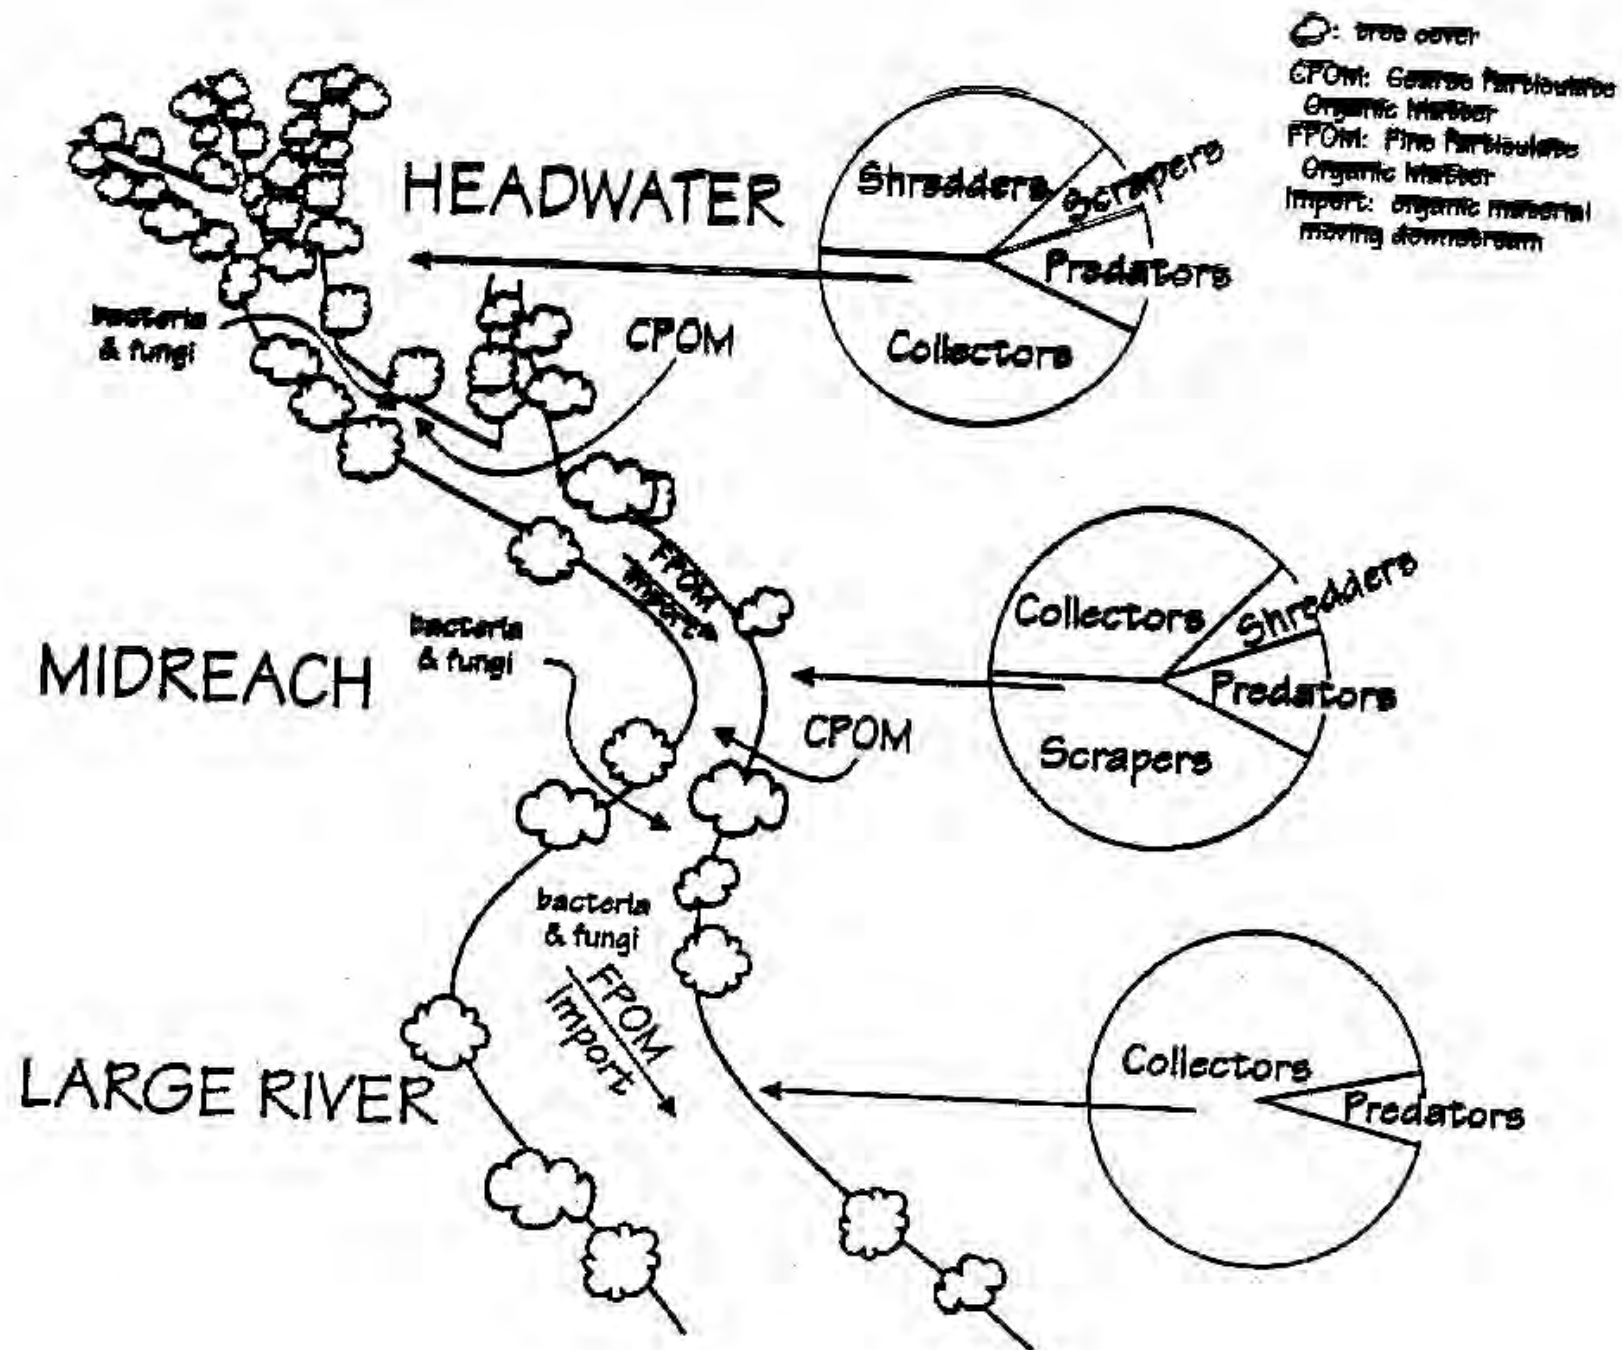 : tree cover
CPOM: Coarse Particulate
Organic Matter
FPOM: Fine Particulate
Organic Matter
Import: organic material
moving downstream
HEADWATER
Shredders
Scrapers
Predators
Collectors
bacteria
& fungi
CPOM
FPOM
Import
MIDREACH
bacteria
& fungi
CPOM
Collectors
Shredders
Predators
Scrapers
bacteria
& fungi
FPOM
Import
LARGE RIVER
Collectors
Predators